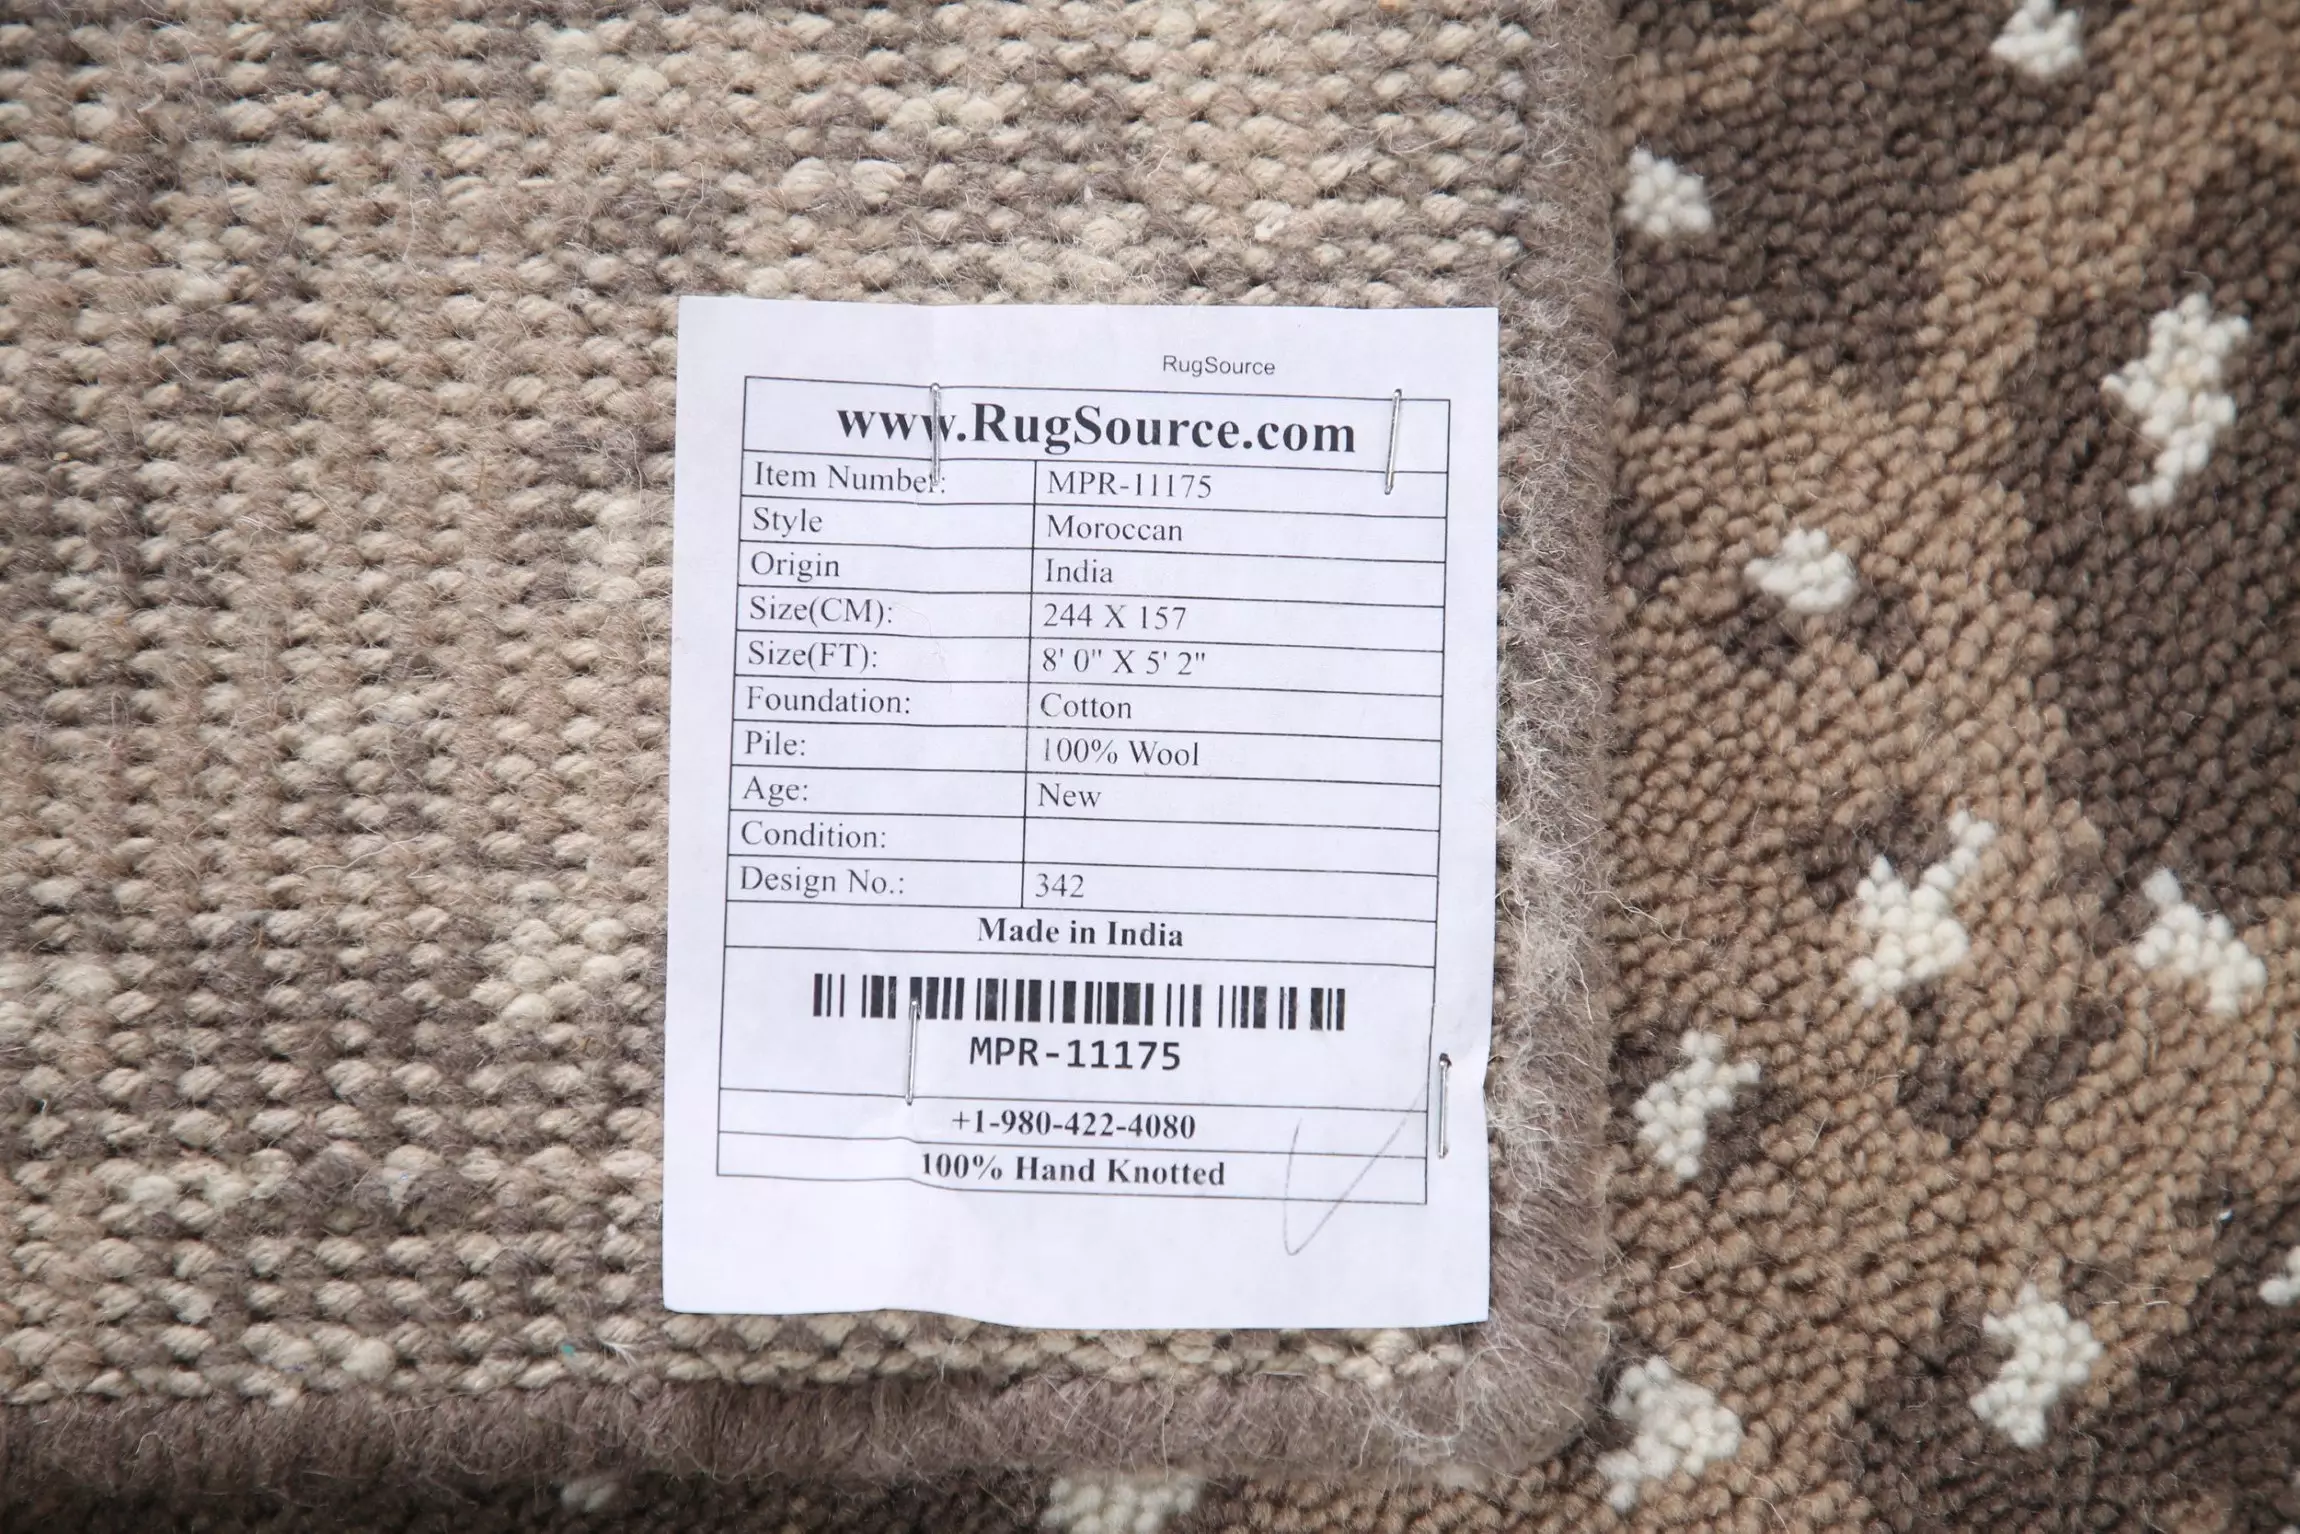 RugSource
www.RugSource.com
Item Number: MPR-11175
Style Moroccan
Origin India
Size(CM): 244 X 157
Size(FT): 8' 0" X 5' 2"
Foundation: Cotton
Pile: 100% Wool
Age: New
Condition:
Design No.: 342
Made in India
MPR-11175
+1-980-422-4080
100% Hand Knotted